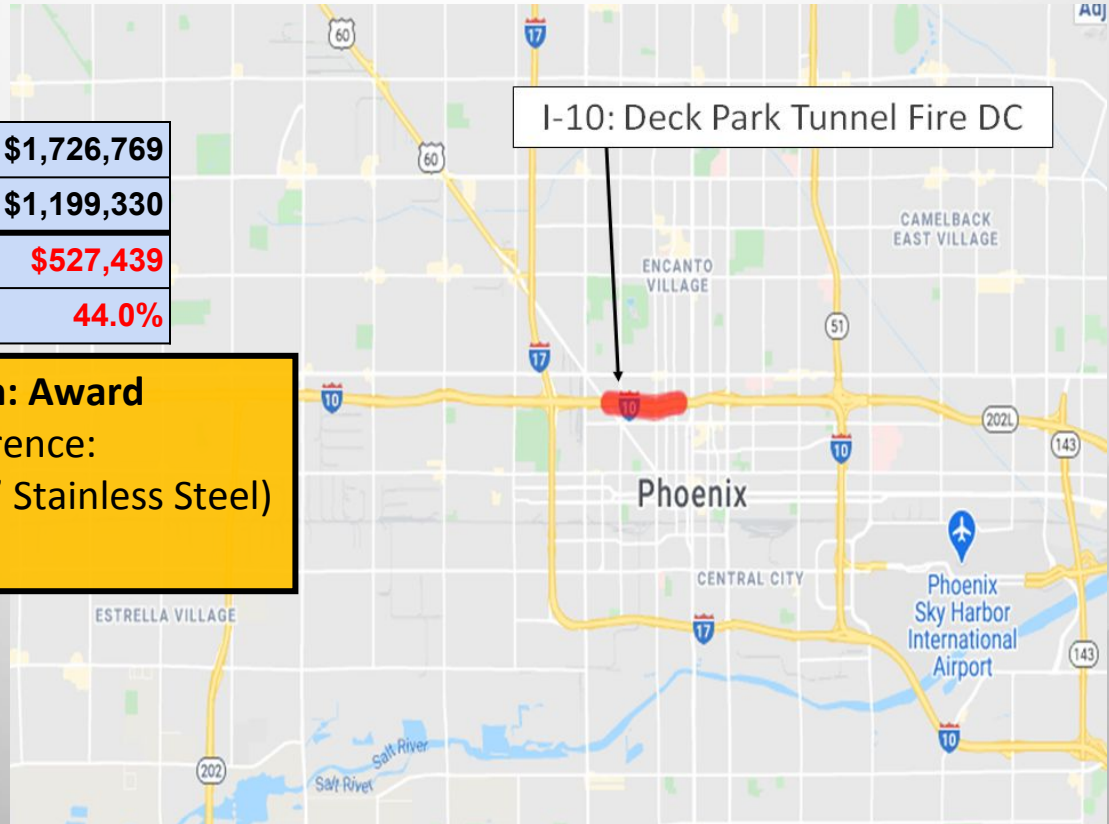 Adj
60
17
I-10: Deck Park Tunnel Fire DC
$1,726,769
$1,199,330
$527,439
44.0%
60
CAMELBACK
EAST VILLAGE
ENCANTO
VILLAGE
51
17
10
10
202L
143
10
: Award
rence:
Stainless Steel)
Phoenix
CENTRAL CITY
Phoenix
Sky Harbor
International
Airport
ESTRELLA VILLAGE
17
143
10
Salt River
Salt River
202